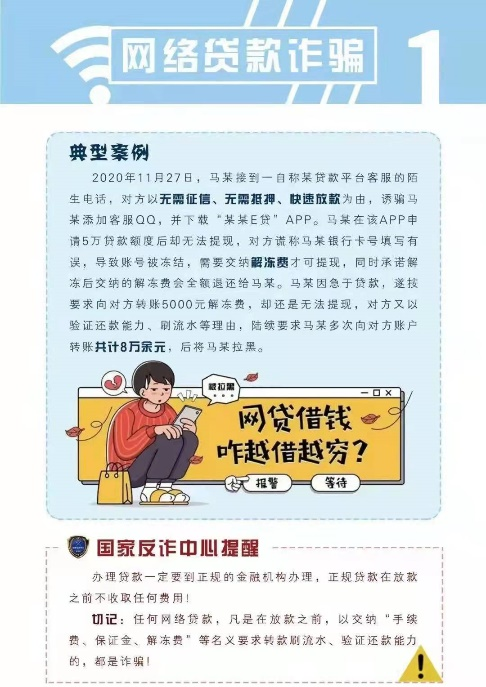 网络贷款诈骗
1
典型案例
2020年11月27日，马某接到一自称某贷款平台客服的陌
生电话，对方以无需征信、无需抵押、快速放款为由，诱骗马
某添加客服QQ，并下载“某某E贷”APP。马某在该APP申
请5万贷款额度后却无法提现，对方谎称马某银行卡号填写有
误，导致账号被冻结，需要交纳解冻费才可提现，同时承诺解
冻后交纳的解冻费会全额退还给马某。马某因急于贷款，遂按
要求向对方转账5000元解冻费，却还是无法提现，对方又以
验证还款能力、刷流水等理由，陆续要求马某多次向对方账户
转账共计8万余元，后将马某拉黑。
被拉黑
网贷借钱
咋越借越穷？
报警
等待
国家反诈中心提醒
办理贷款一定要到正规的金融机构办理，正规贷款在放款
之前不收取任何费用！
切记：任何网络贷款，凡是在放款之前，以交纳“手续
费、保证金、解冻费”等名义要求转款刷流水、验证还款能力
的，都是诈骗！